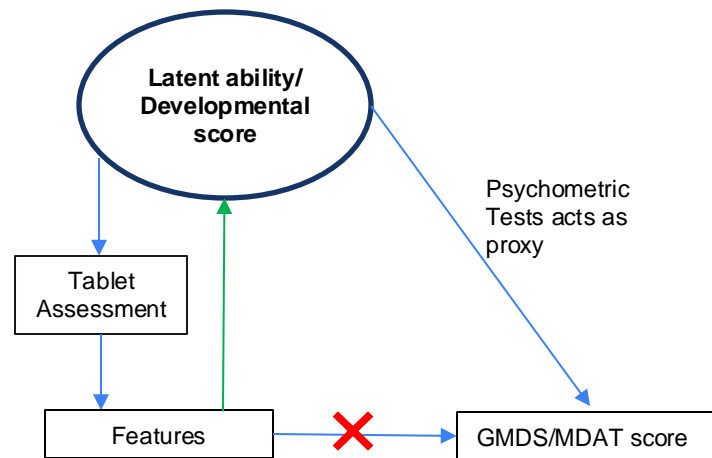 Latent ability/
Developmental
score
Psychometric
Tests acts as
proxy
Tablet
Assessment
Features
GMDS/MDAT score